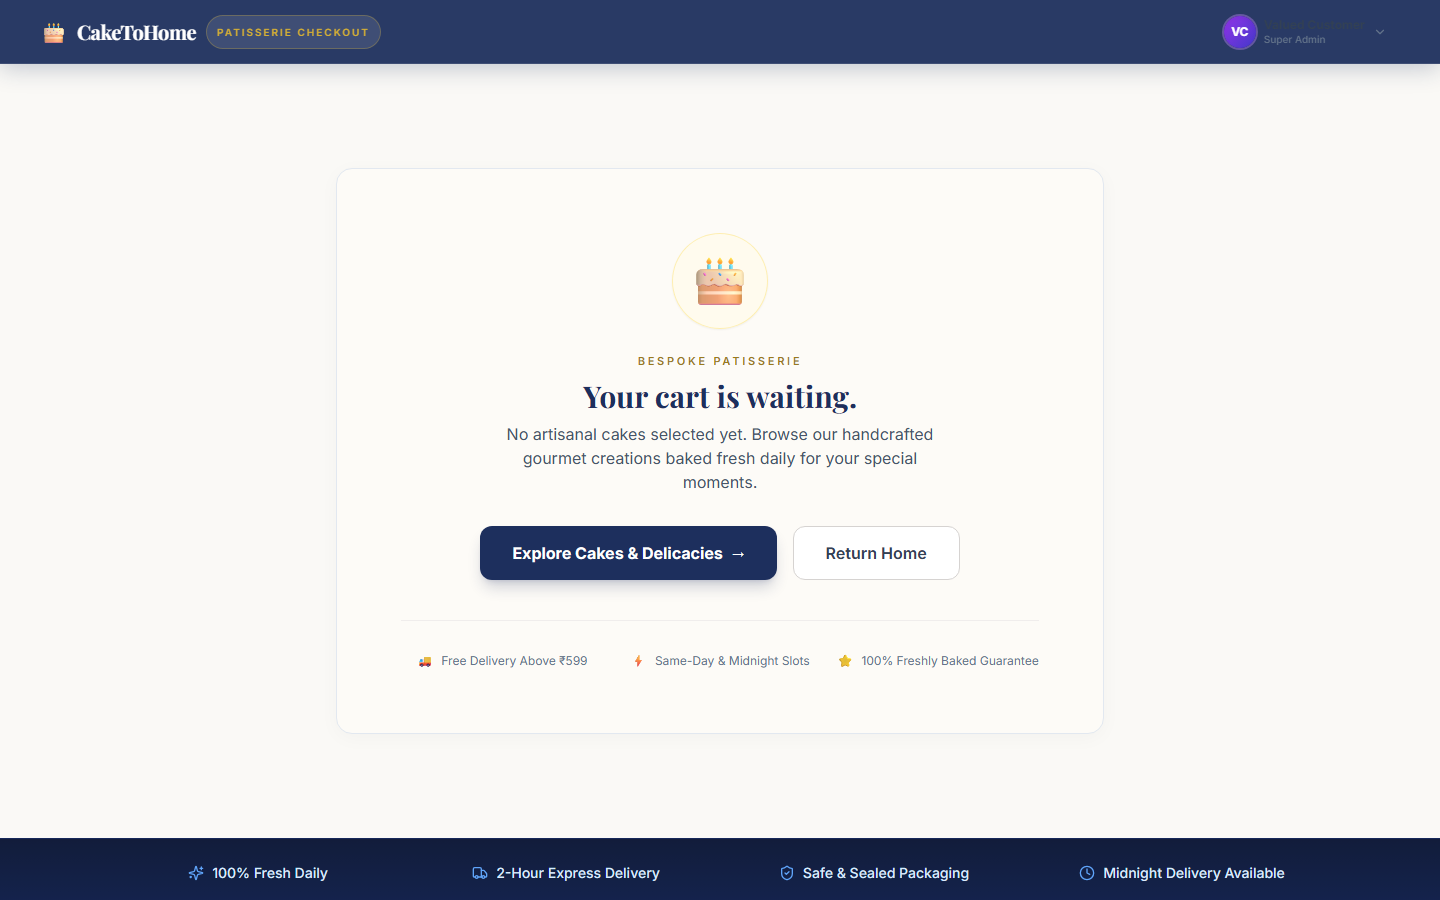 CakeToHome
PATISSERIE CHECKOUT
VC
Super Admin
BESPOKE PATISSERIE
Your cart is waiting.
No artisanal cakes selected yet. Browse our handcrafted
gourmet creations baked fresh daily for your special
moments.
Explore Cakes & Delicacies →
Return Home
Free Delivery Above ₹599
Same-Day & Midnight Slots
100% Freshly Baked Guarantee
100% Fresh Daily
2-Hour Express Delivery
Safe & Sealed Packaging
Midnight Delivery Available